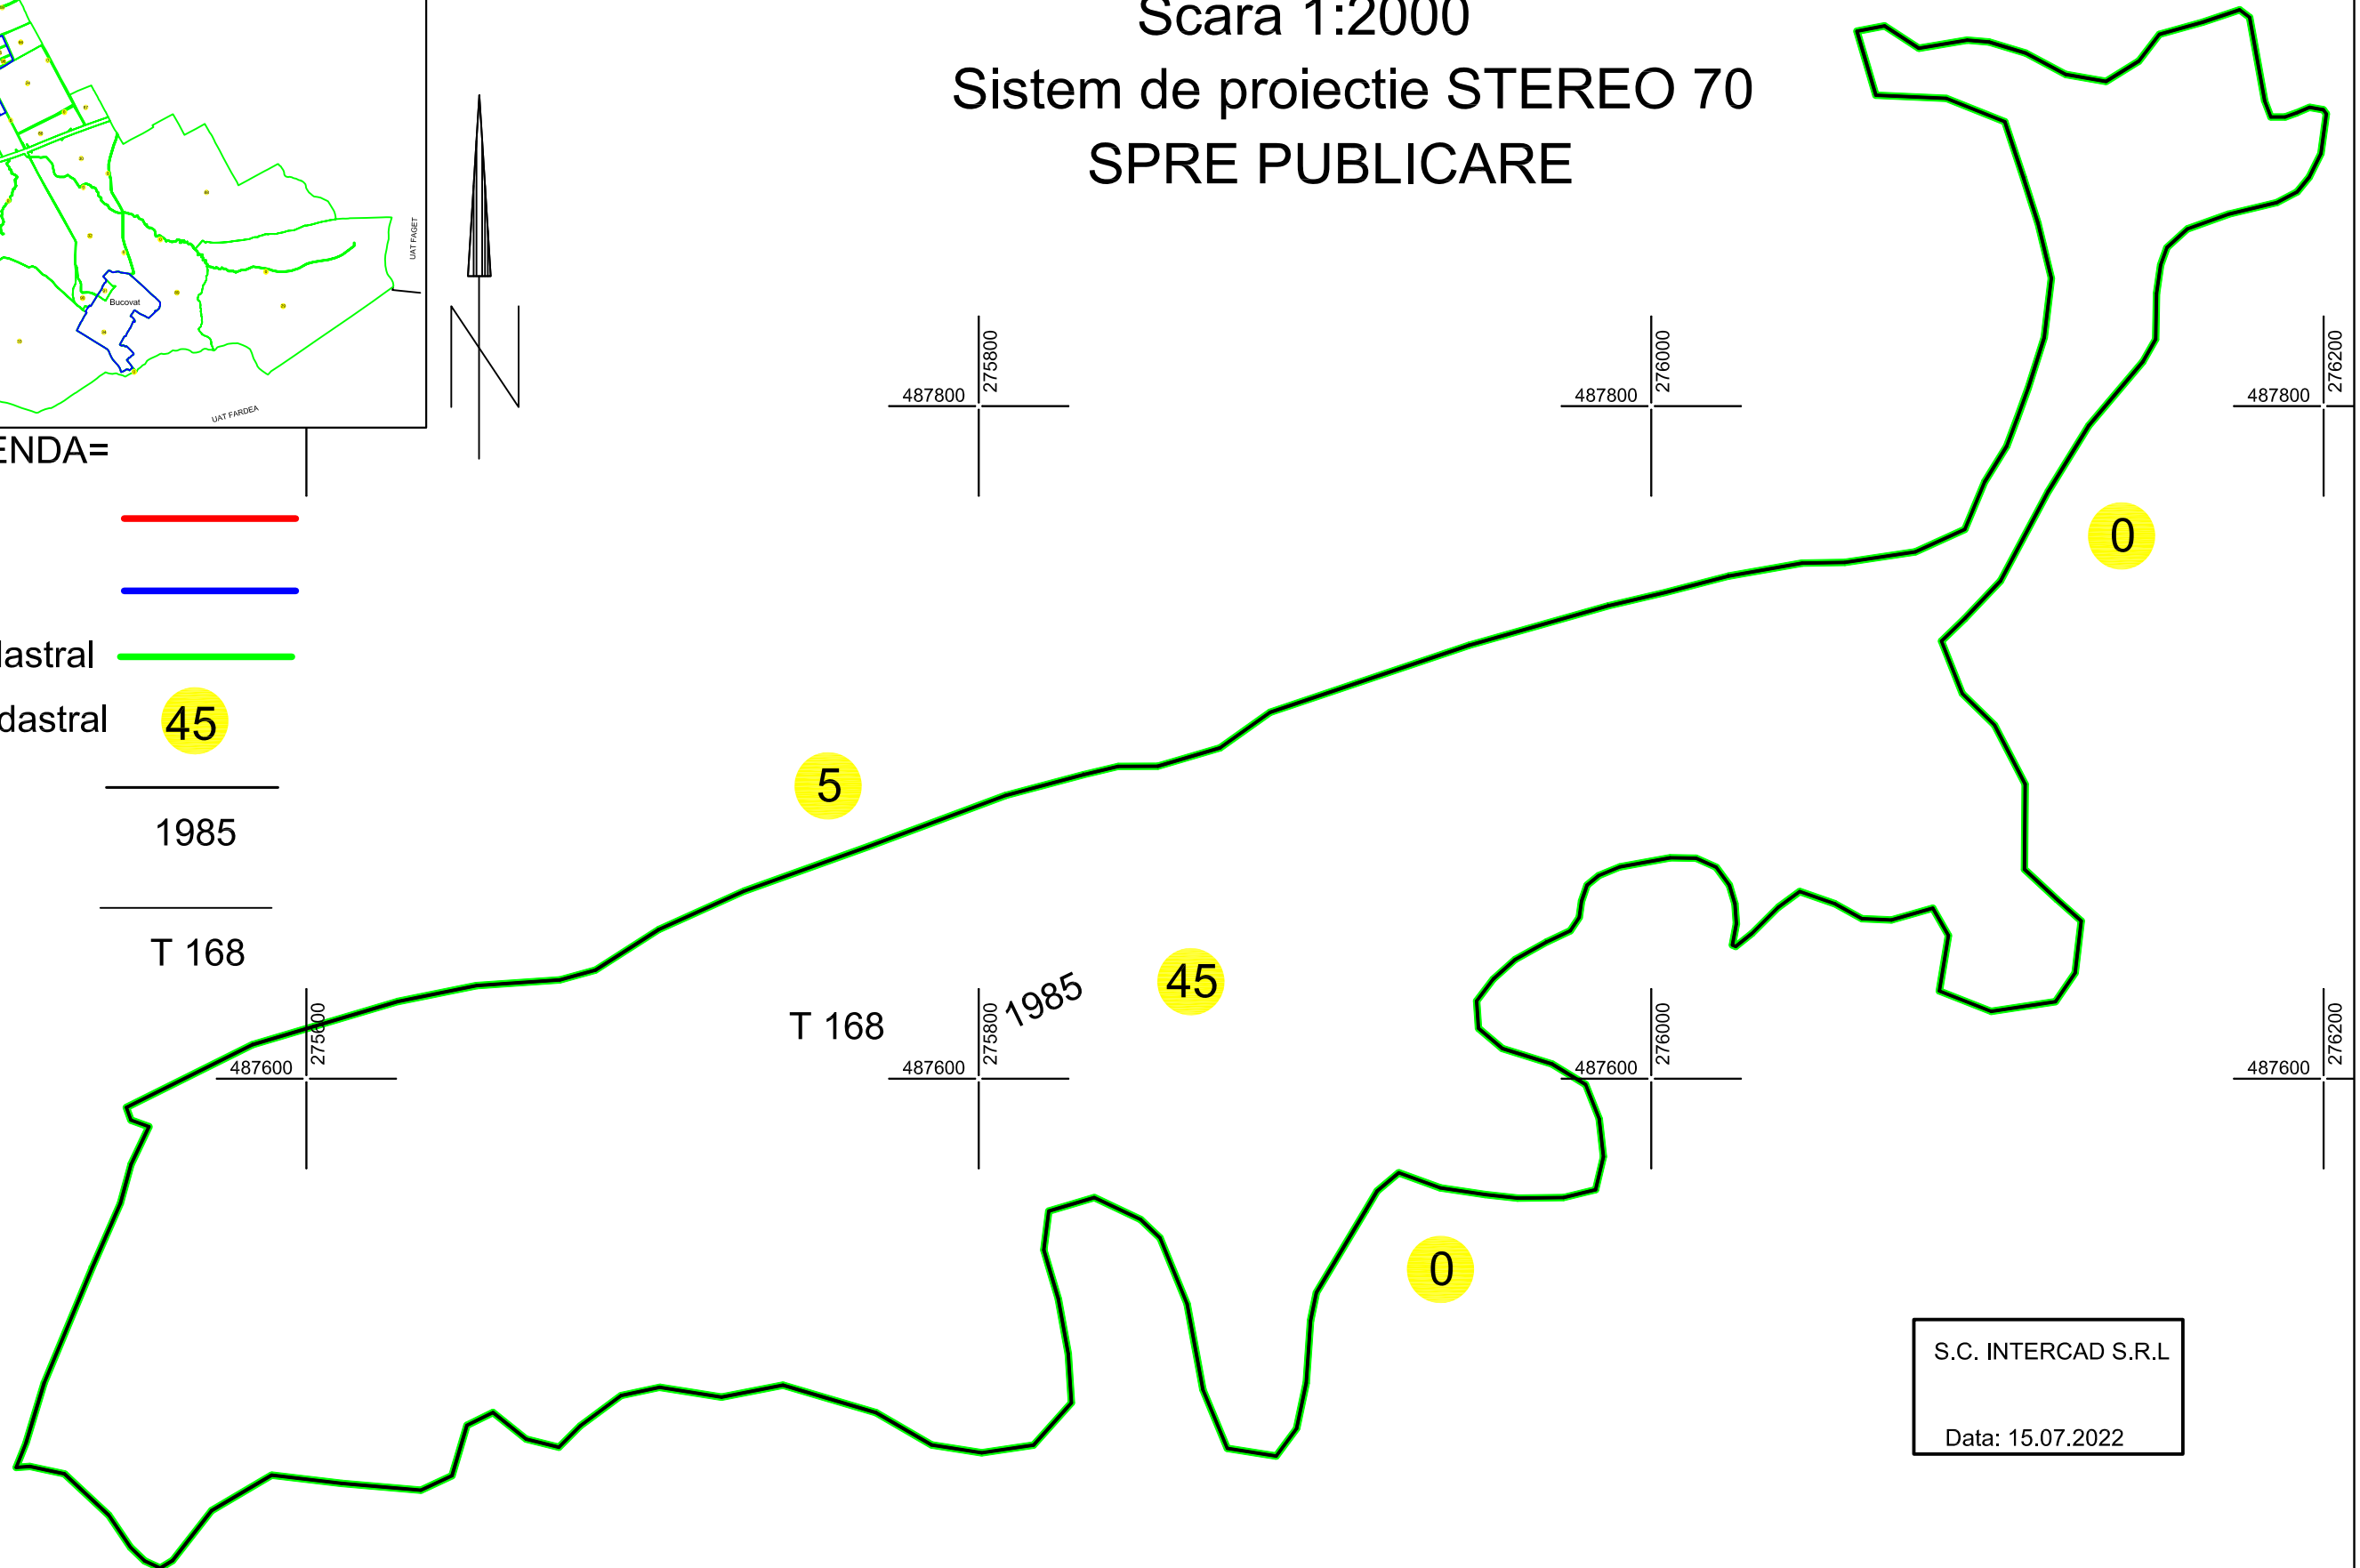 Scara 1:2000
Sistem de proiectie STEREO 70
SPRE PUBLICARE
UAT FAGET
Bucovat
UAT FARDEA
ENDA=
dastral
dastral
45
1985
T 168
487800
275800
487800
276000
487800
276200
0
5
45
T 168
1985
487600
275600
487600
275800
487600
276000
487600
276200
0
S.C. INTERCAD S.R.L
Data: 15.07.2022